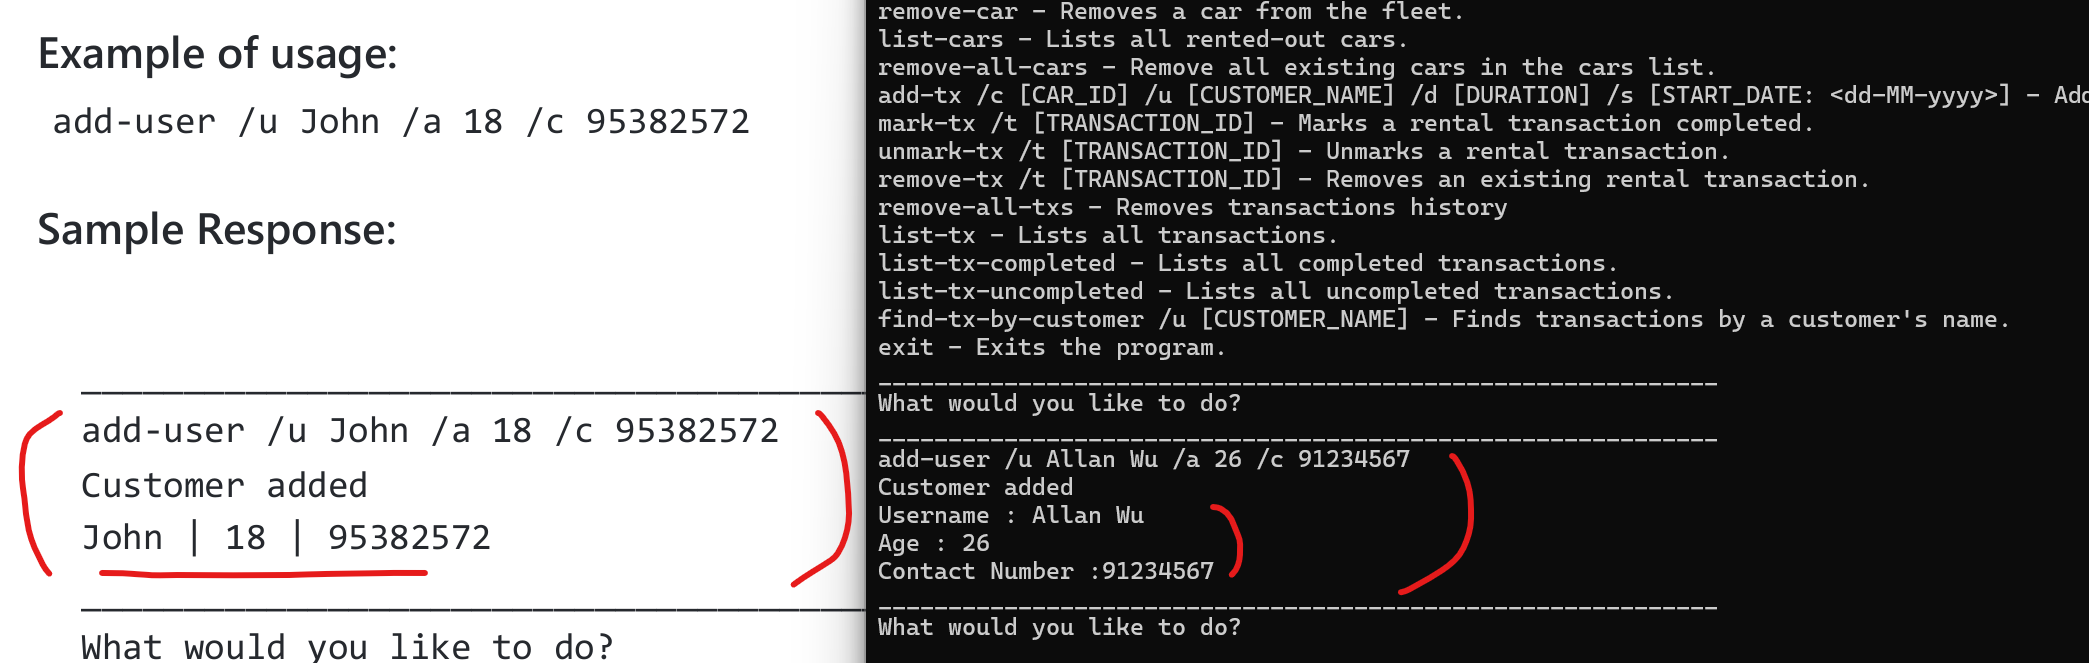 Example of usage:
add-user /u John /a 18 /c 95382572
Sample Response:
add-user /u John /a 18 /c 95382572
Customer added
John | 18 | 95382572
What would you like to do?
remove-car - Removes a car from the fleet.
list-cars - Lists all rented-out cars.
remove-all-cars - Remove all existing cars in the cars list.
add-tx /c [CAR_ID] /u [CUSTOMER_NAME] /d [DURATION] /s [START_DATE: <dd-MM-yyyy>] - Add
mark-tx /t [TRANSACTION_ID] - Marks a rental transaction completed.
unmark-tx /t [TRANSACTION_ID] - Unmarks a rental transaction.
remove-tx /t [TRANSACTION_ID] - Removes an existing rental transaction.
remove-all-txs - Removes transactions history
list-tx - Lists all transactions.
list-tx-completed - Lists all completed transactions.
list-tx-uncompleted - Lists all uncompleted transactions.
find-tx-by-customer /u [CUSTOMER_NAME] - Finds transactions by a customer's name.
exit - Exits the program.
What would you like to do?
add-user /u Allan Wu /a 26 /c 91234567
Customer added
Username : Allan Wu
Age : 26
Contact Number :91234567
What would you like to do?